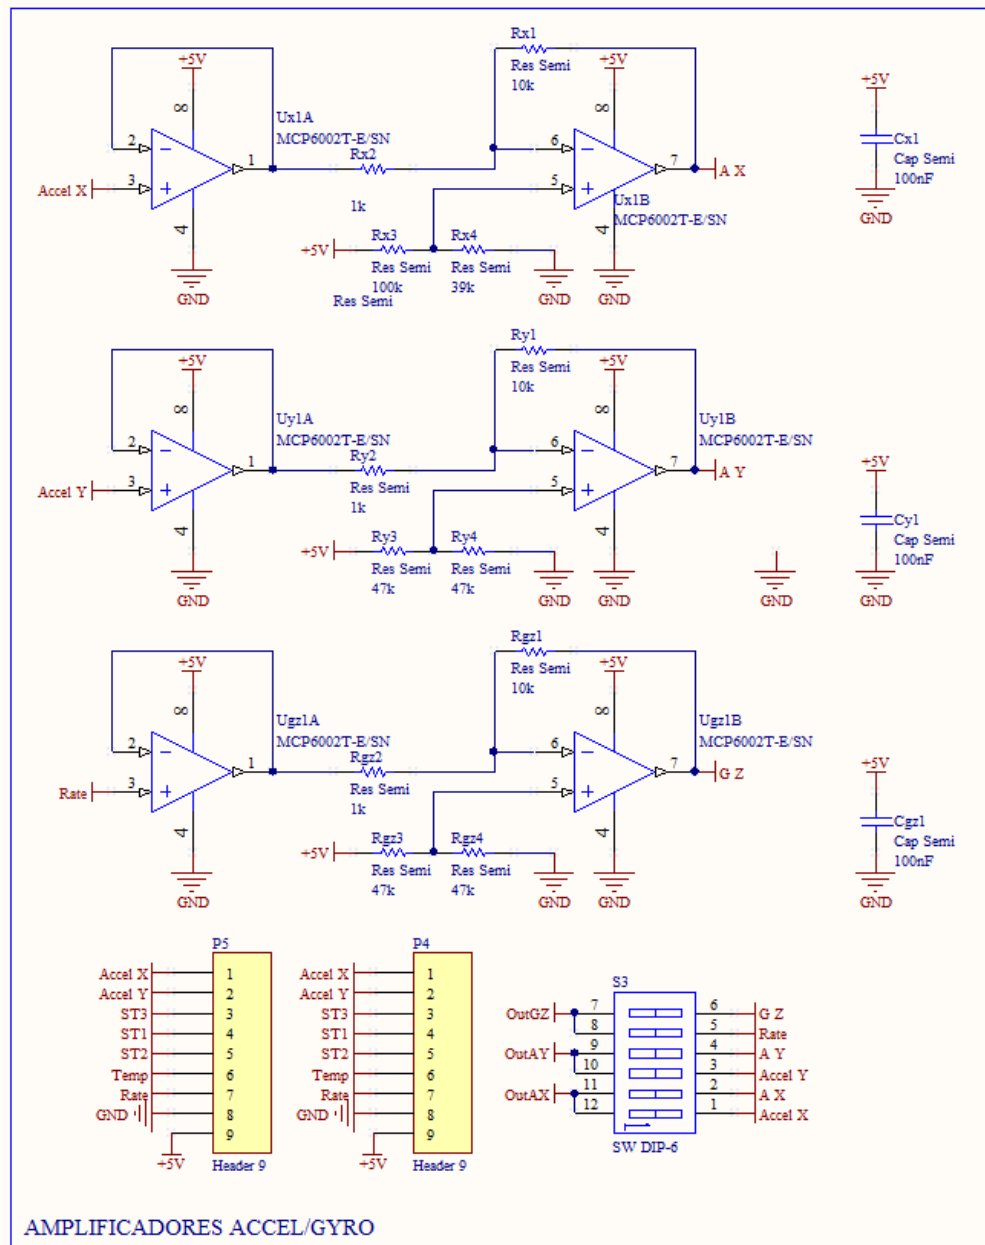 Rx1
Res Semi
10k
+5V
+5V
+5V
8
8
Ux1A
MCP6002T-E/SN
Cx1
Cap Semi
100nF
2
1
Rx2
6
7
A X
Accel X
3
5
1k
Ux1B
MCP6002T-E/SN
GND
4
4
+5V
Rx3
Res Semi
100k
Res Semi
Rx4
Res Semi
39k
GND
GND
GND
Ry1
Res Semi
10k
+5V
+5V
8
8
Uy1A
MCP6002T-E/SN
Uy1B
MCP6002T-E/SN
2
1
Ry2
Res Semi
1k
6
7
A Y
+5V
Accel Y
3
5
Cy1
Cap Semi
100nF
4
4
+5V
Ry3
Res Semi
47k
Ry4
Res Semi
47k
GND
GND
GND
GND
GND
Rgz1
Res Semi
10k
+5V
+5V
8
8
Ugz1A
MCP6002T-E/SN
Ugz1B
MCP6002T-E/SN
2
1
Rgz2
Res Semi
1k
6
7
G Z
+5V
Rate
3
5
Cgz1
Cap Semi
100nF
4
4
+5V
Rgz3
Res Semi
47k
Rgz4
Res Semi
47k
GND
GND
GND
GND
P5
Accel X 1
Accel Y 2
ST3 3
ST1 4
ST2 5
Temp 6
Rate 7
GND 8
9
+5V
Header 9
P4
Accel X 1
Accel Y 2
ST3 3
ST1 4
ST2 5
Temp 6
Rate 7
GND 8
9
+5V
Header 9
S3
OutGZ 7 6 G Z
8 5 Rate
OutAY 9 4 A Y
10 3 Accel Y
OutAX 11 2 A X
12 1 Accel X
SW DIP-6
AMPLIFICADORES ACCEL/GYRO